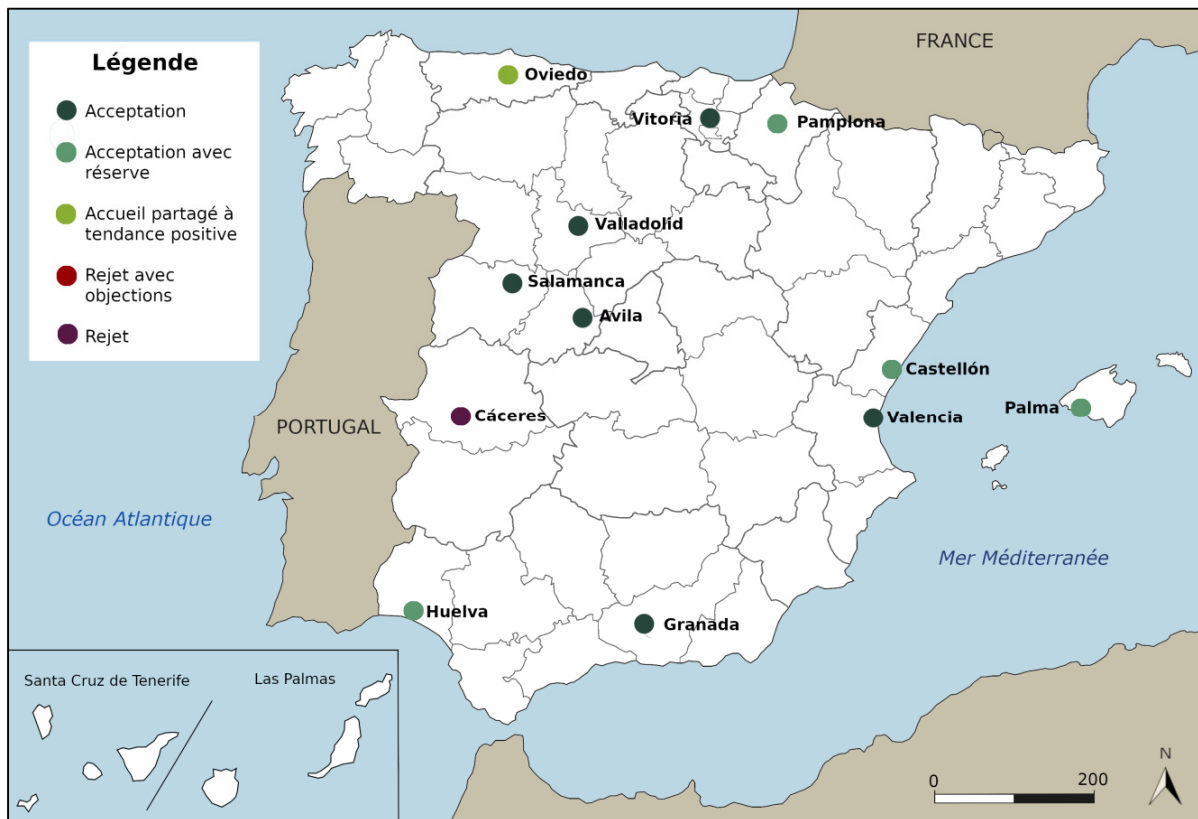 Légende
Acceptation
Acceptation avec
réserve
Accueil partagé à
tendance positive
Rejet avec
objections
Rejet
FRANCE
Oviedo
Vitoria
Pamplona
Valladolid
Salamanca
Avila
Castellón
Palma
Cáceres
Valencia
PORTUGAL
Océan Atlantique
Mer Méditerranée
Huelva
Granada
Santa Cruz de Tenerife
Las Palmas
N
0
200